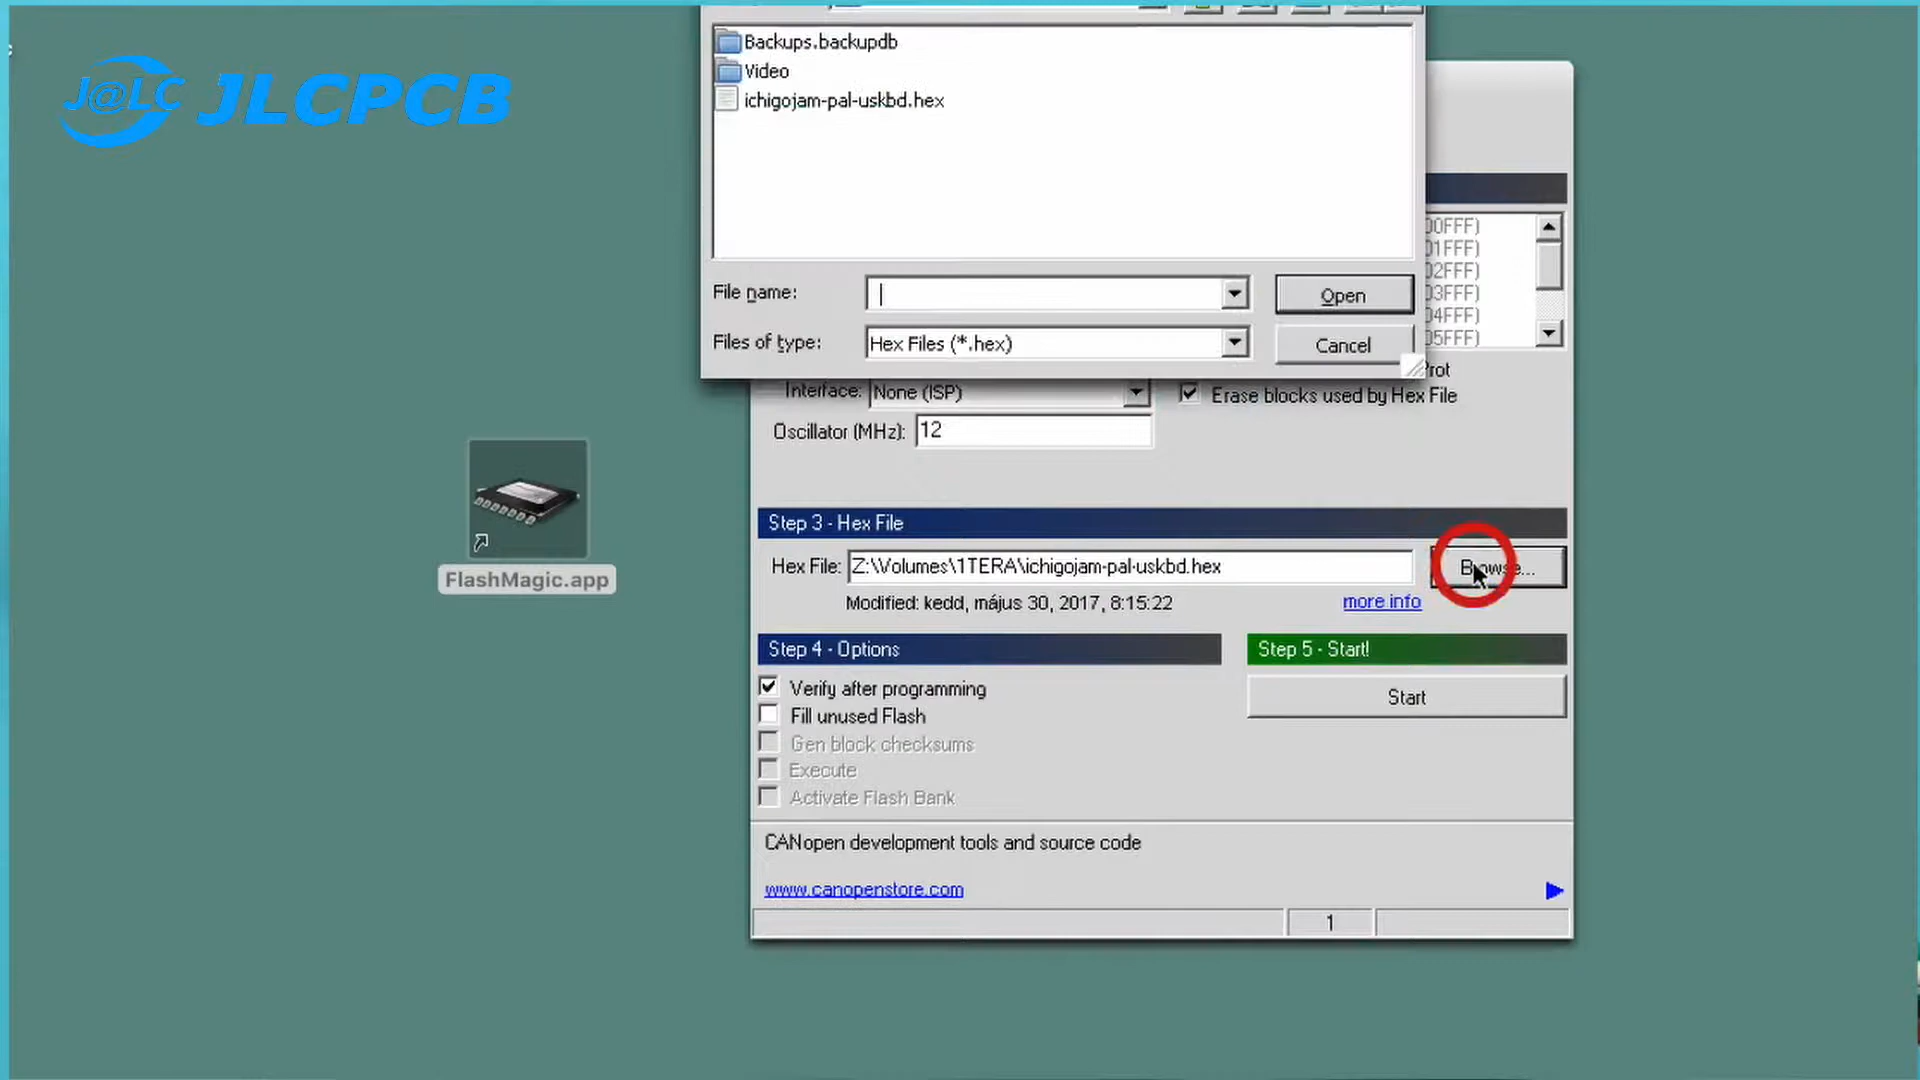 J@LC JLCPCB
Backups.backupdb
Video
ichigojam-pal-uskbd.hex
File name:
Open
Files of type: Hex Files (*.hex)
Cancel
00FFF)
01FFF)
02FFF)
03FFF)
04FFF)
05FFF)
Prot
Interface: None (ISP)
Erase blocks used by Hex File
Oscillator (MHz): 12
FlashMagic.app
Step 3 - Hex File
Hex File: Z:\Volumes\1TERA\ichigojam-pal-uskbd.hex
Browse...
Modified: kedd, május 30, 2017, 8:15:22
more info
Step 4 - Options
Step 5 - Start!
Verify after programming
Start
Fill unused Flash
Gen block checksums
Execute
Activate Flash Bank
CANopen development tools and source code
www.canopenstore.com
1